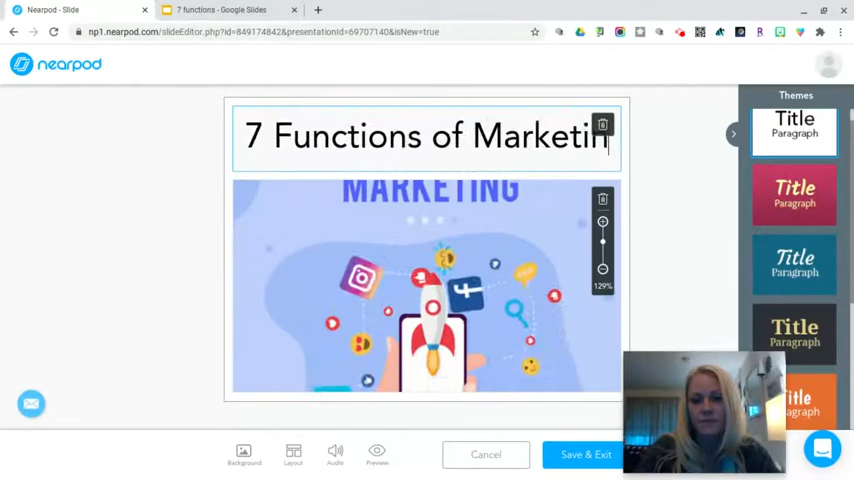 Nearpod - Slide
7 functions - Google Slides
np1.nearpod.com/slideEditor.php?id=849174842&presentationId=69707140&isNew=true
nearpod
7 Functions of Marketin
MARKETING
129%
Themes
Title
Paragraph
Title
Paragraph
Title
Paragraph
Title
Paragraph
Title
Paragraph
Background
Layout
Audio
Preview
Cancel
Save & Exit